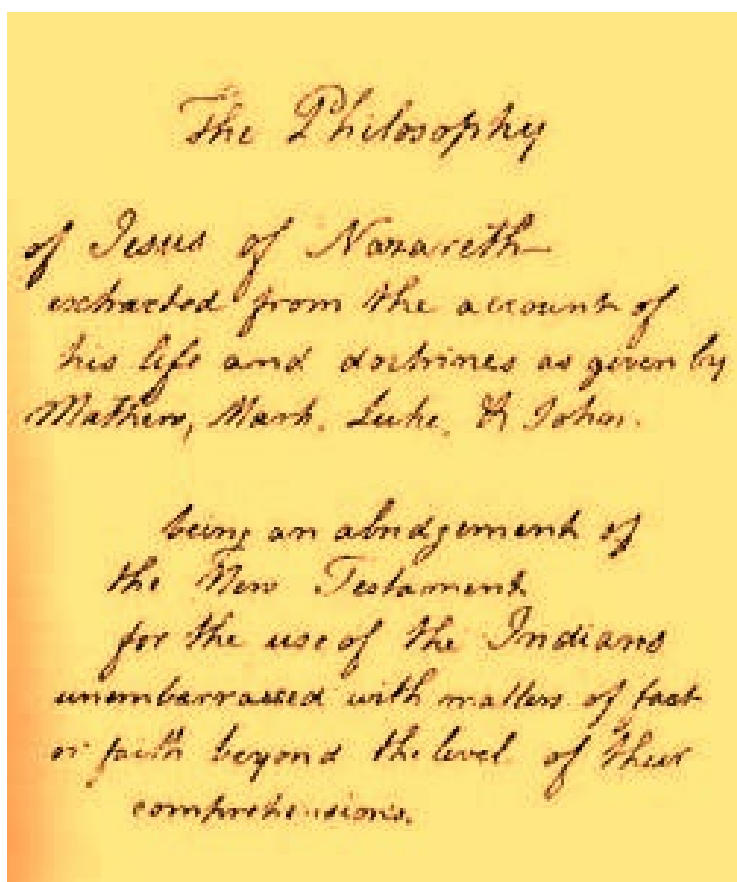 The Philosophy
of Jesus of Nazareth
extracted from the account of
his life and doctrines as given by
Mathew, Mark, Luke, & John.
being an abridgement of
the New Testament
for the use of the Indians
unembarrassed with matters of fact
or faith beyond the level of their
comprehensions.